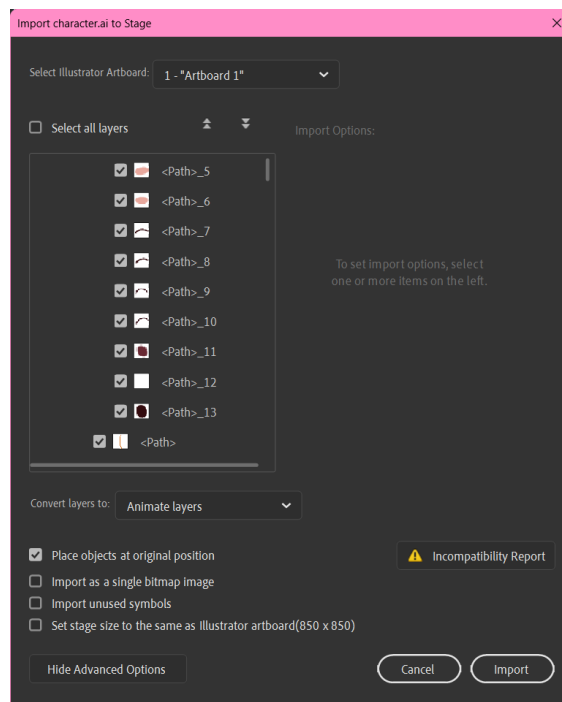 Import character.ai to Stage
Select Illustrator Artboard:
1 - "Artboard 1"
Select all layers
Import Options:
<Path>_5
<Path>_6
<Path>_7
<Path>_8
<Path>_9
<Path>_10
<Path>_11
<Path>_12
<Path>_13
<Path>
To set import options, select
one or more items on the left.
Convert layers to:
Animate layers
Place objects at original position
Incompatibility Report
Import as a single bitmap image
Import unused symbols
Set stage size to the same as Illustrator artboard(850 x 850)
Hide Advanced Options
Cancel
Import